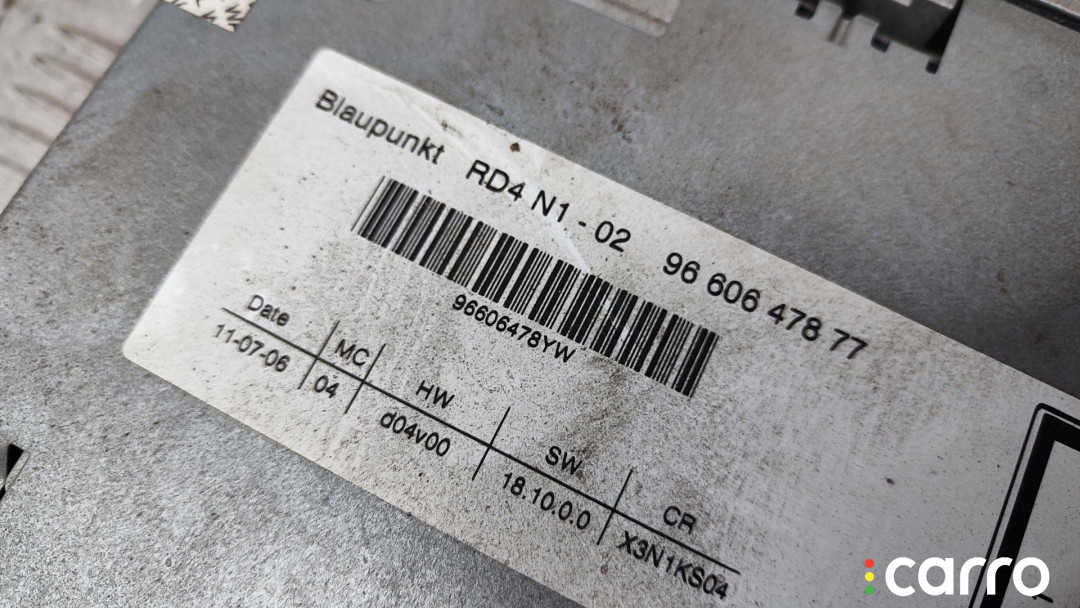 Blaupunkt RD4 N1 - 02 96 606 478 77
96606478YW
Date MC HW SW CR
11-07-06 04 d04v00 18.10.0.0 X3N1KS04
carro